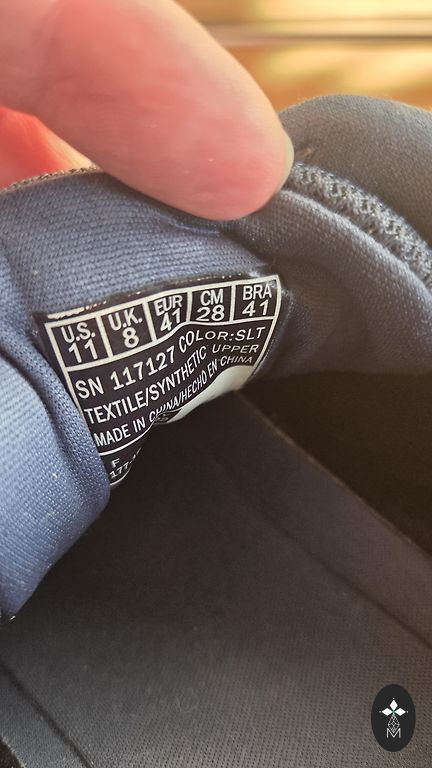 U.S. U.K. EUR CM BRA
11 8 41 28 41
SN 117127 COLOR:SLT
TEXTILE/SYNTHETIC UPPER
MADE IN CHINA/HECHO EN CHINA
F
M